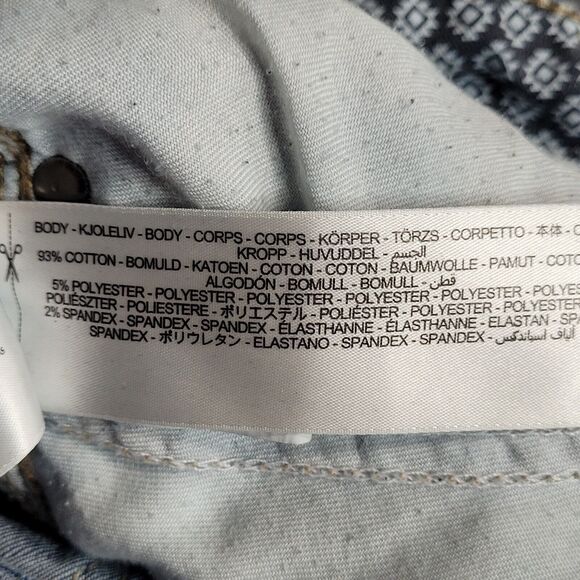 BODY - KJOLELIV - BODY - CORPS - CORPS - KÖRPER - TÖRZS - CORPETTO - 本体 - C
KROPP - HUVUDDEL - الجسم
93% COTTON - BOMULD - KATOEN - COTON - COTON - BAUMWOLLE - PAMUT - COTO
ALGODÓN - BOMULL - BOMULL - قطن
5% POLYESTER - POLYESTER - POLYESTER - POLYESTER - POLYESTER - POLYESTER
POLIÉSZTER - POLIESTERE - ポリエステル - POLIÉSTER - POLYESTER - POLYESTER
2% SPANDEX - SPANDEX - SPANDEX - ÉLASTHANNE - ÉLASTHANNE - ELASTAN - SPA
SPANDEX - ポリウレタン - ELASTANO - SPANDEX - SPANDEX - ألياف اسباندكس